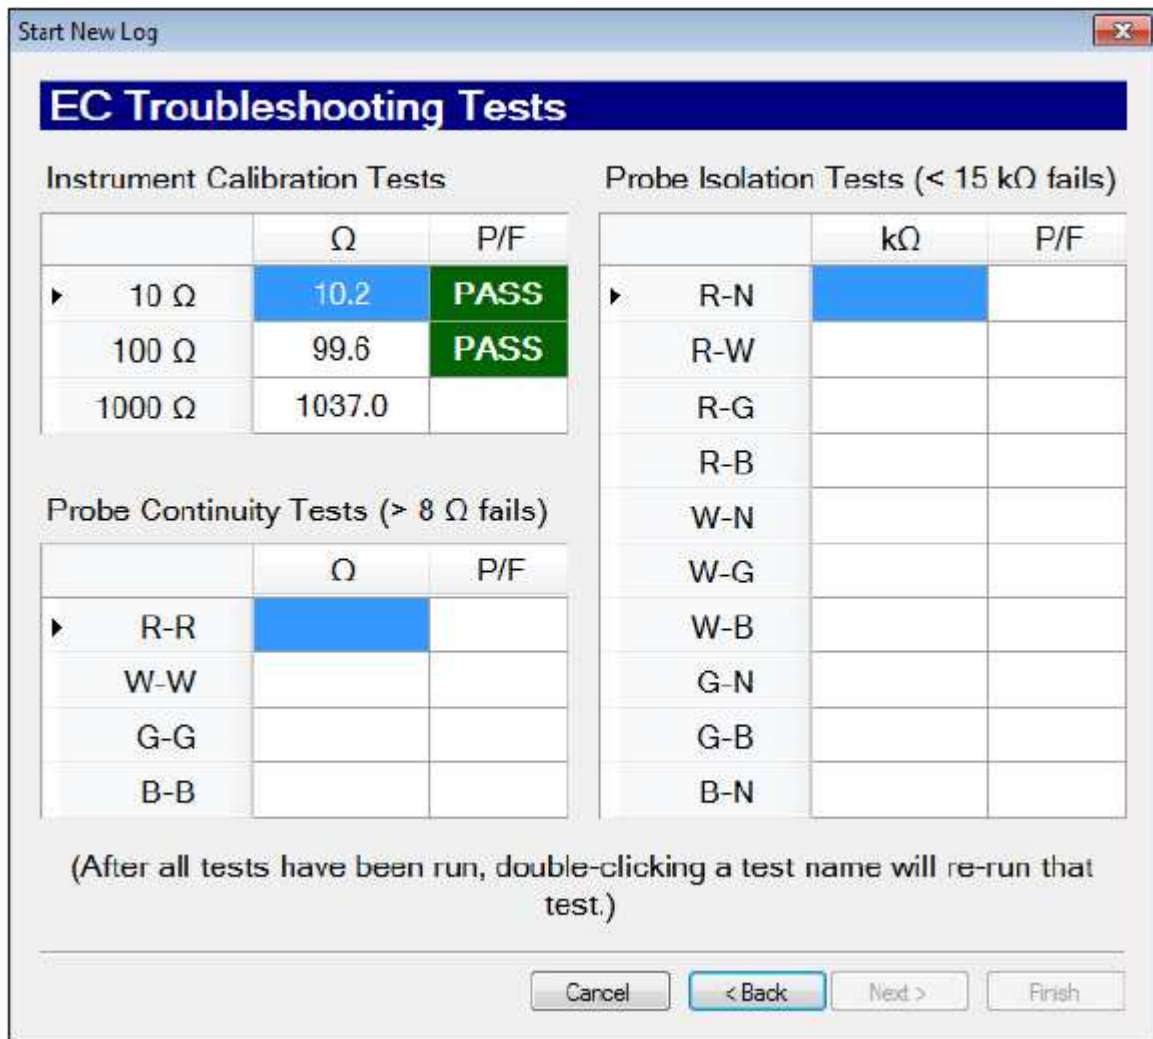 Start New Log
EC Troubleshooting Tests
Instrument Calibration Tests
Ω P/F
10 Ω 10.2 PASS
100 Ω 99.6 PASS
1000 Ω 1037.0
Probe Continuity Tests (> 8 Ω fails)
Ω P/F
R-R
W-W
G-G
B-B
Probe Isolation Tests (< 15 kΩ fails)
kΩ P/F
R-N
R-W
R-G
R-B
W-N
W-G
W-B
G-N
G-B
B-N
(After all tests have been run, double-clicking a test name will re-run that
test.)
Cancel < Back Next > Finish